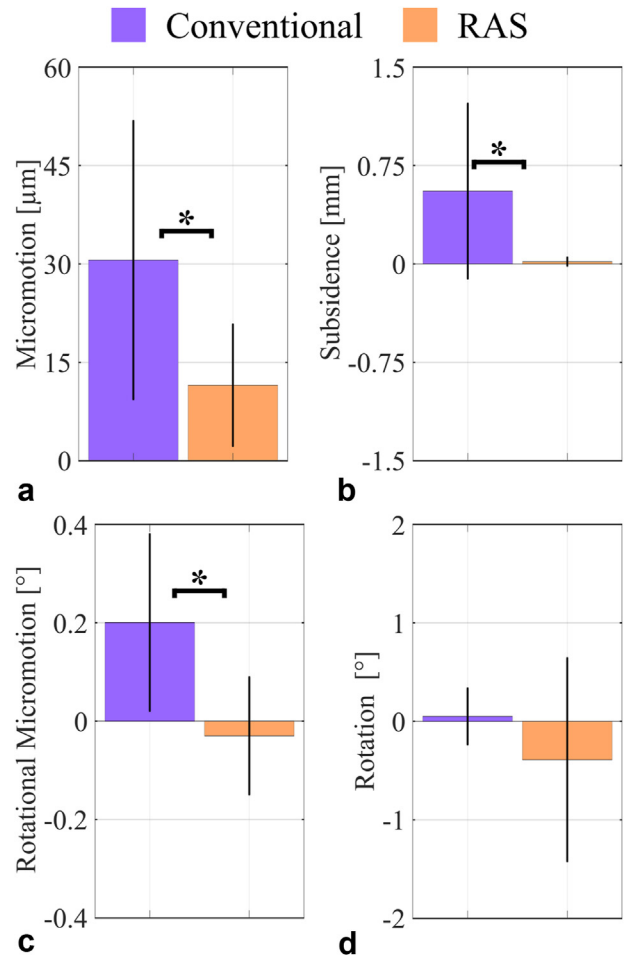 Conventional RAS
Micromotion [µm]
60
45
30
15
0
*
a
Subsidence [mm]
1.5
0.75
0
-0.75
-1.5
*
b
Rotational Micromotion [°]
0.4
0.2
0
-0.2
-0.4
*
c
Rotation [°]
2
1
0
-1
-2
d